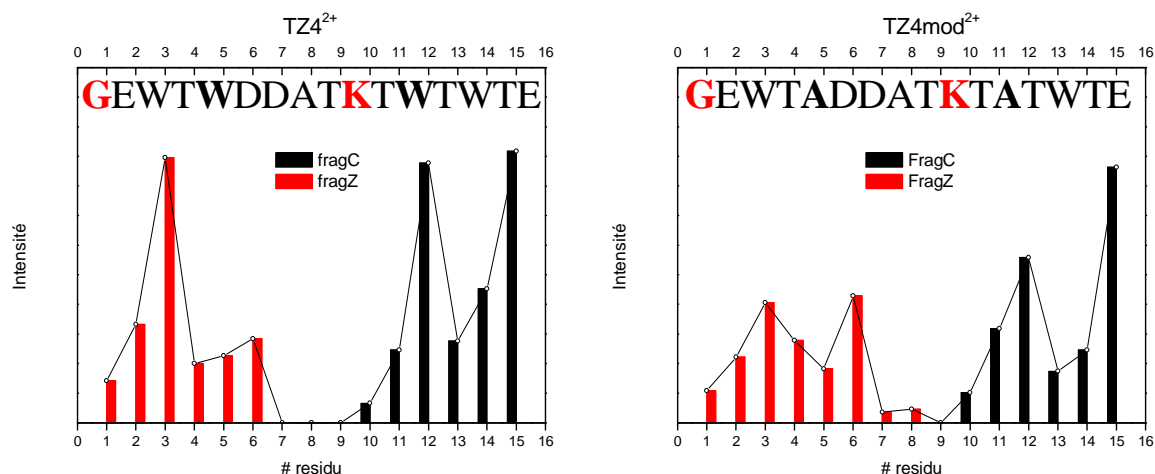 TZ4²⁺
0 1 2 3 4 5 6 7 8 9 10 11 12 13 14 15 16
GEWTWDDATKTWTWTE
fragC
fragZ
Intensité
0 1 2 3 4 5 6 7 8 9 10 11 12 13 14 15 16
# residu
TZ4mod²⁺
0 1 2 3 4 5 6 7 8 9 10 11 12 13 14 15 16
GEWTADDATKTATWTE
FragC
FragZ
Intensité
0 1 2 3 4 5 6 7 8 9 10 11 12 13 14 15 16
# residu